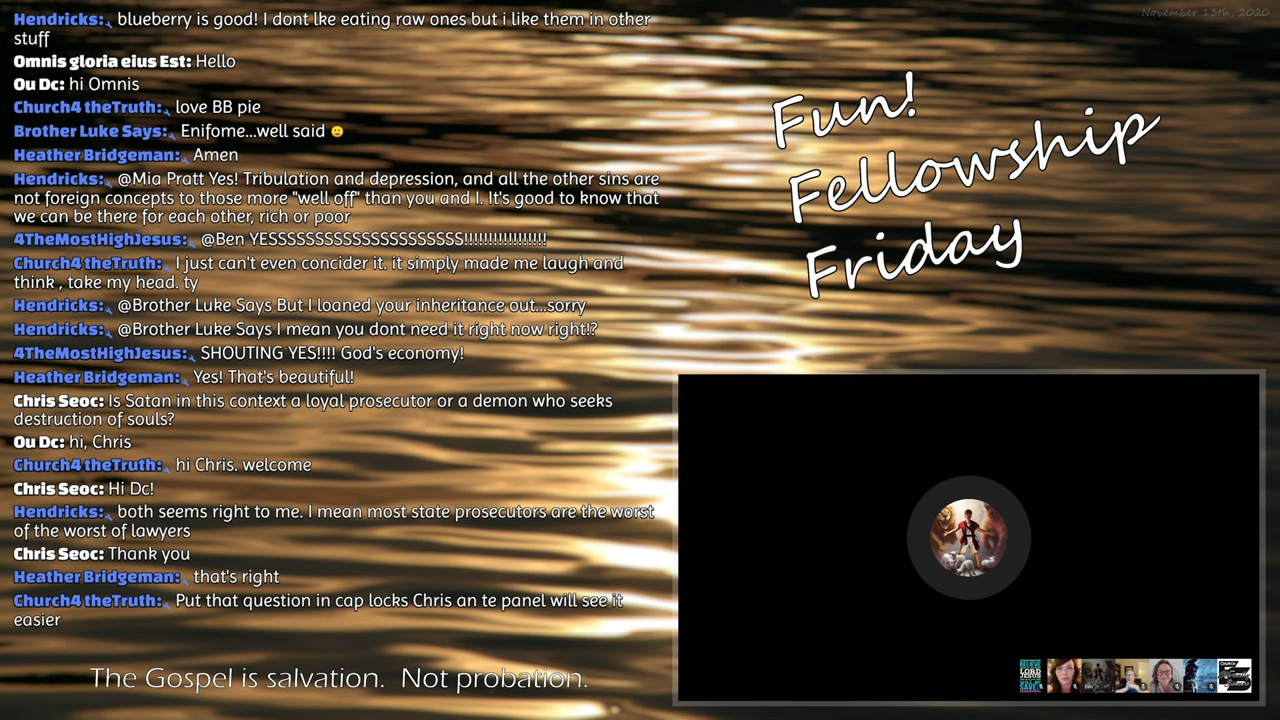 Hendricks: blueberry is good! I dont lke eating raw ones but i like them in other
stuff
Omnis gloria eius Est: Hello
Ou Dc: hi Omnis
Church4 theTruth: love BB pie
Brother Luke Says: Enifome...well said 🙂
Heather Bridgeman: Amen
Hendricks: @Mia Pratt Yes! Tribulation and depression, and all the other sins are
not foreign concepts to those more "well off" than you and I. It's good to know that
we can be there for each other, rich or poor
4TheMostHighJesus: @Ben YESSSSSSSSSSSSSSSSSSSSS!!!!!!!!!!!!!!!!!
Church4 theTruth: I just can't even concider it. it simply made me laugh and
think , take my head. ty
Hendricks: @Brother Luke Says But I loaned your inheritance out...sorry
Hendricks: @Brother Luke Says I mean you dont need it right now right!?
4TheMostHighJesus: SHOUTING YES!!!! God's economy!
Heather Bridgeman: Yes! That's beautiful!
Chris Seoc: Is Satan in this context a loyal prosecutor or a demon who seeks
destruction of souls?
Ou Dc: hi, Chris
Church4 theTruth: hi Chris. welcome
Chris Seoc: Hi Dc!
Hendricks: both seems right to me. I mean most state prosecutors are the worst
of the worst of lawyers
Chris Seoc: Thank you
Heather Bridgeman: that's right
Church4 theTruth: Put that question in cap locks Chris an te panel will see it
easier
The Gospel is salvation. Not probation.
November 13th, 2020
Fun!
Fellowship
Friday
BELIEVE
LORD
JESUS
SAVE
CHURCH